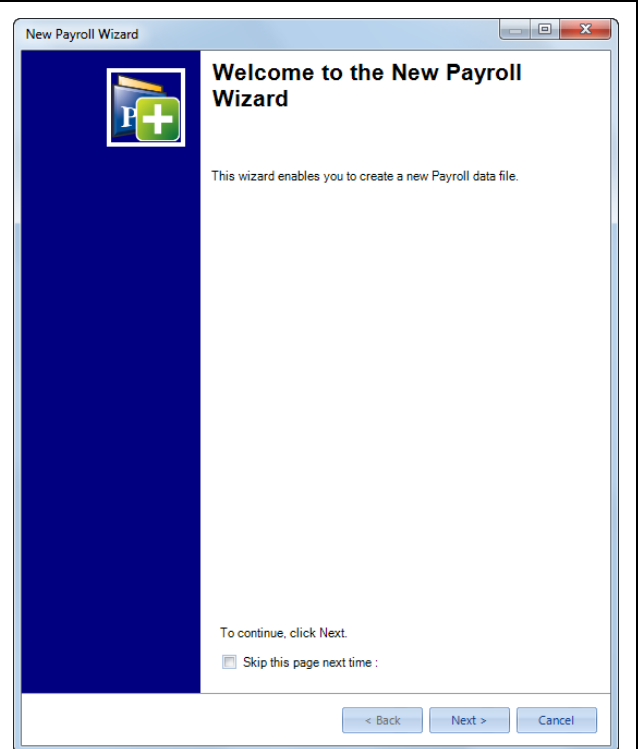 New Payroll Wizard
Welcome to the New Payroll
Wizard
P
This wizard enables you to create a new Payroll data file.
To continue, click Next.
Skip this page next time :
< Back
Next >
Cancel